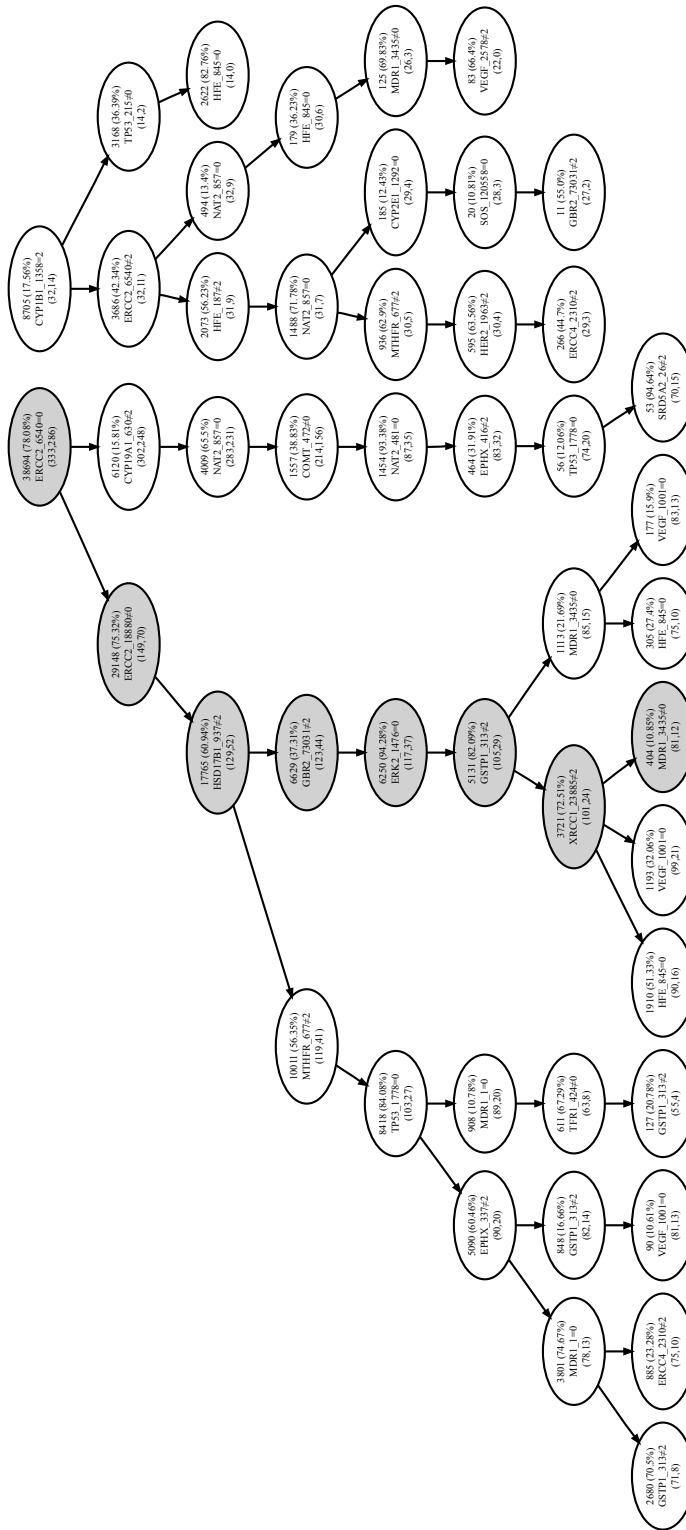 38694 (78.08%)
ERCC2_6540=0
(333,286)
8705 (17.56%)
CYP1B1_1358=2
(32,14)
29148 (75.32%)
ERCC2_18880≠0
(149,70)
6120 (15.81%)
CYP19A1_630≠2
(302,248)
3686 (42.34%)
ERCC2_6540≠2
(32,11)
3168 (36.39%)
TP53_215≠0
(14,2)
17765 (60.94%)
HSD17B1_937≠2
(129,52)
4009 (65.5%)
NAT2_857=0
(283,231)
2073 (56.23%)
HFE_187≠2
(31,9)
494 (13.4%)
NAT2_857=0
(32,9)
2622 (82.76%)
HFE_845=0
(14,0)
10011 (56.35%)
MTHFR_677≠2
(119,41)
6629 (37.31%)
GBR2_73031≠2
(123,44)
1557 (38.83%)
COMT_472≠0
(214,156)
1488 (71.78%)
NAT2_857=0
(31,7)
179 (36.23%)
HFE_845=0
(30,6)
8418 (84.08%)
TP53_1778=0
(103,27)
6250 (94.28%)
ERK2_1476=0
(117,37)
1454 (93.38%)
NAT2_481=0
(87,35)
936 (62.9%)
MTHFR_677≠2
(30,5)
185 (12.43%)
CYP2E1_1292=0
(29,4)
125 (69.83%)
MDR1_3435≠0
(26,3)
5090 (60.46%)
EPHX_337≠2
(90,20)
908 (10.78%)
MDR1_1=0
(89,20)
5131 (82.09%)
GSTP1_313≠2
(105,29)
464 (31.91%)
EPHX_416≠2
(83,32)
595 (63.56%)
HER2_1963≠2
(30,4)
20 (10.81%)
SOS_120558=0
(28,3)
83 (66.4%)
VEGF_2578≠2
(22,0)
3801 (74.67%)
MDR1_1=0
(78,13)
848 (16.66%)
GSTP1_313≠2
(82,14)
611 (67.29%)
TFR1_424≠0
(63,8)
3721 (72.51%)
XRCC1_23885≠2
(101,24)
1113 (21.69%)
MDR1_3435≠0
(85,15)
56 (12.06%)
TP53_1778=0
(74,20)
266 (44.7%)
ERCC4_2310≠2
(29,3)
11 (55.0%)
GBR2_73031≠2
(27,2)
2680 (70.5%)
GSTP1_313≠2
(71,8)
885 (23.28%)
ERCC4_2310≠2
(75,10)
90 (10.61%)
VEGF_1001=0
(81,13)
127 (20.78%)
GSTP1_313≠2
(55,4)
1910 (51.33%)
HFE_845=0
(90,16)
1193 (32.06%)
VEGF_1001=0
(99,21)
404 (10.85%)
MDR1_3435≠0
(81,12)
305 (27.4%)
HFE_845=0
(75,10)
177 (15.9%)
VEGF_1001=0
(83,13)
53 (94.64%)
SRD5A2_26≠2
(70,15)